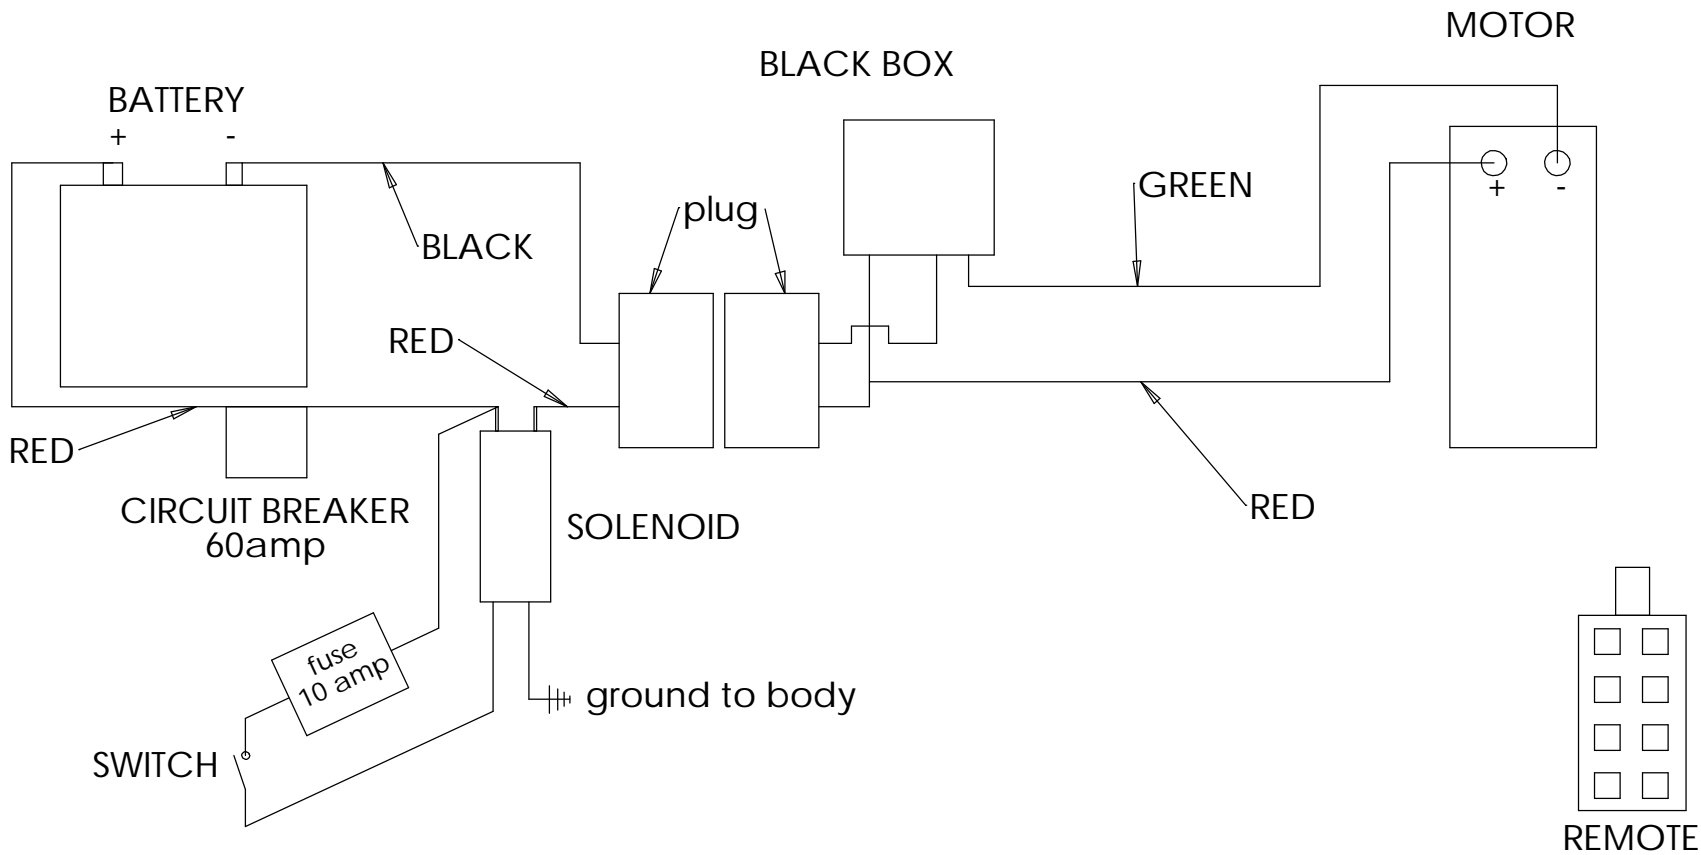 MOTOR
BLACK BOX
BATTERY
+ -
GREEN
+ -
plug
BLACK
RED
RED
CIRCUIT BREAKER
60amp
SOLENOID
RED
fuse
10 amp
ground to body
SWITCH
REMOTE